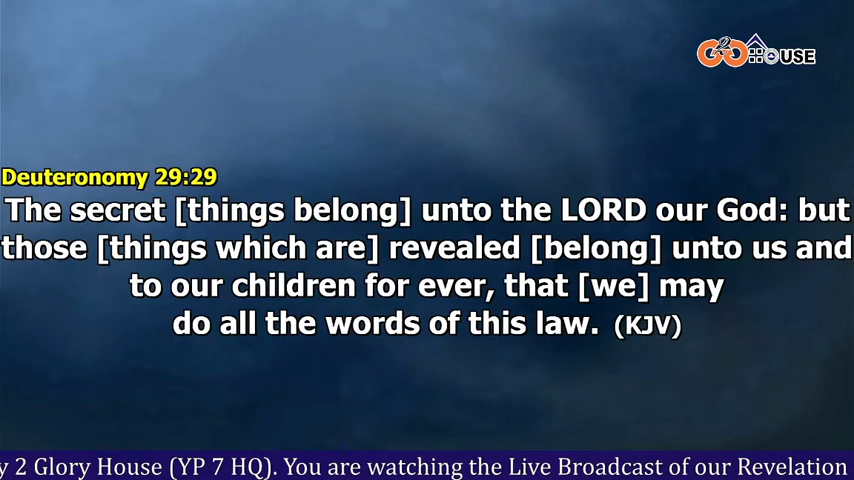 G2G HOUSE
Deuteronomy 29:29
The secret [things belong] unto the LORD our God: but
those [things which are] revealed [belong] unto us and
to our children for ever, that [we] may
do all the words of this law. (KJV)
y 2 Glory House (YP 7 HQ). You are watching the Live Broadcast of our Revelation